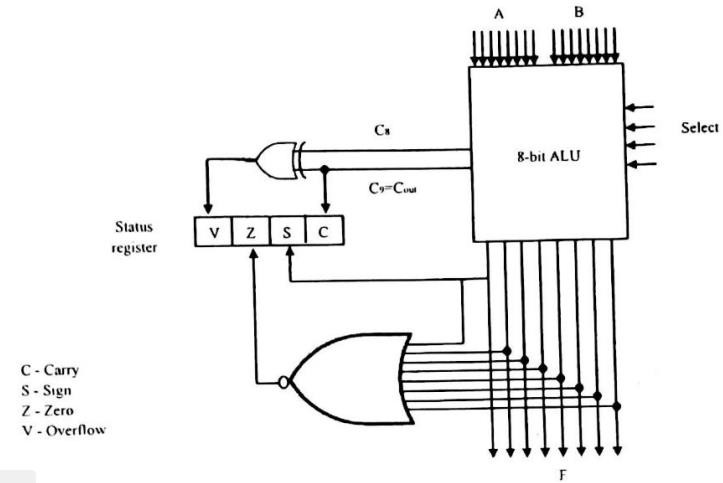 A B
Select
8-bit ALU
C₈
C₉=Cout
Status
register
V Z S C
C - Carry
S - Sign
Z - Zero
V - Overflow
F